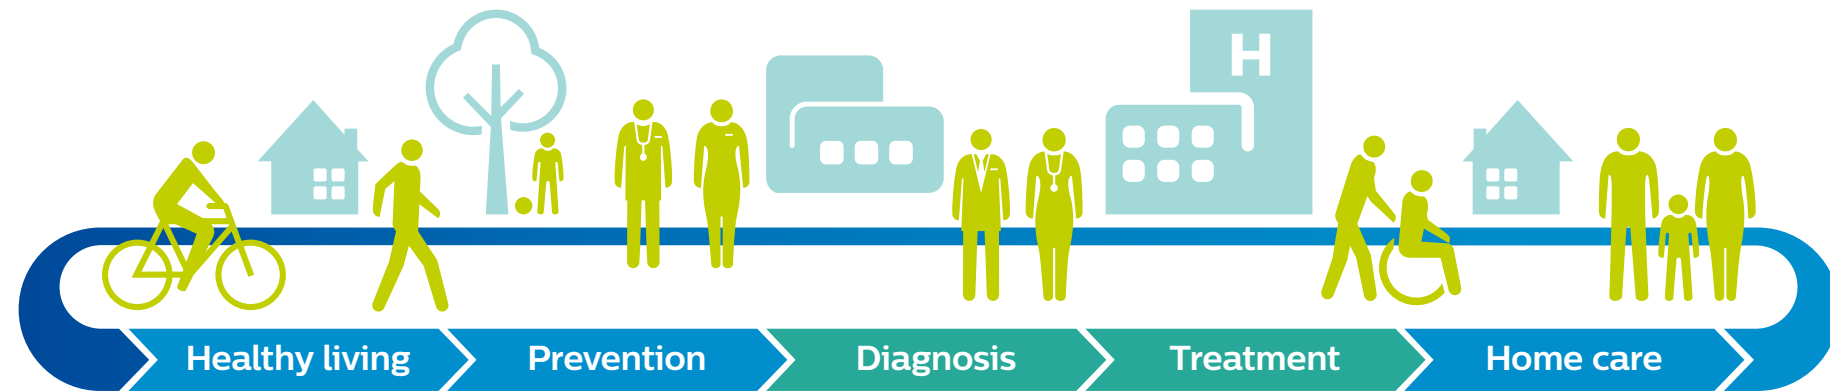 H
Healthy living
Prevention
Diagnosis
Treatment
Home care